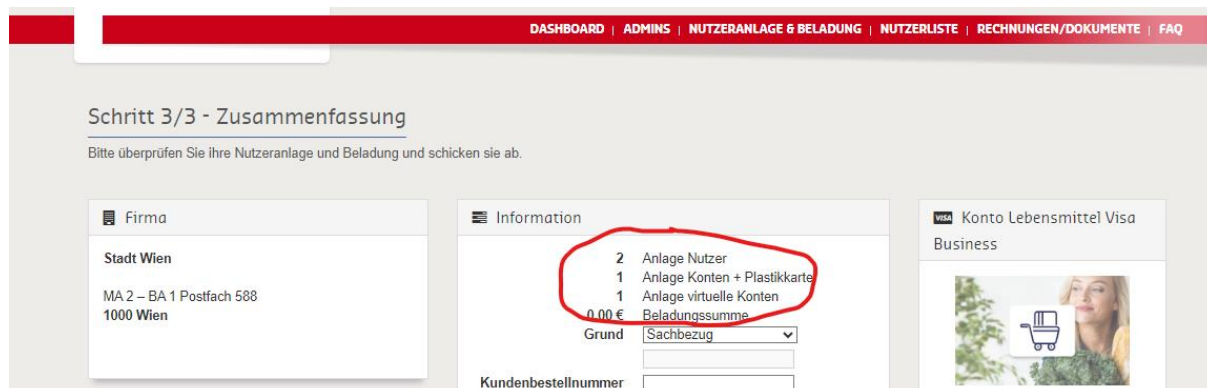 DASHBOARD | ADMINS | NUTZERANLAGE & BELADUNG | NUTZERLISTE | RECHNUNGEN/DOKUMENTE | FAQ
Schritt 3/3 - Zusammenfassung
Bitte überprüfen Sie ihre Nutzeranlage und Beladung und schicken sie ab.
Firma
Stadt Wien
MA 2 – BA 1 Postfach 588
1000 Wien
Information
2 Anlage Nutzer
1 Anlage Konten + Plastikkarte
1 Anlage virtuelle Konten
0,00 € Beladungssumme
Grund Sachbezug
Kundenbestellnummer
VISA Konto Lebensmittel Visa
Business